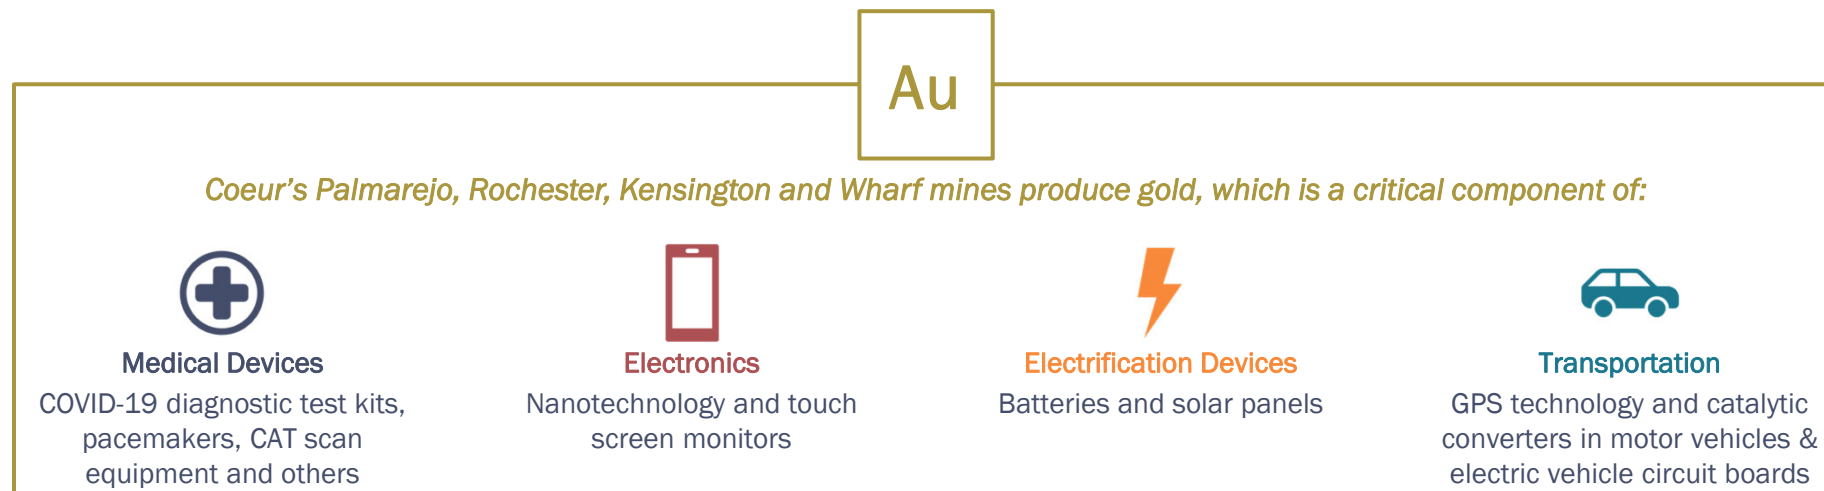 Au
Coeur's Palmarejo, Rochester, Kensington and Wharf mines produce gold, which is a critical component of:
Medical Devices
COVID-19 diagnostic test kits,
pacemakers, CAT scan
equipment and others
Electronics
Nanotechnology and touch
screen monitors
Electrification Devices
Batteries and solar panels
Transportation
GPS technology and catalytic
converters in motor vehicles &
electric vehicle circuit boards